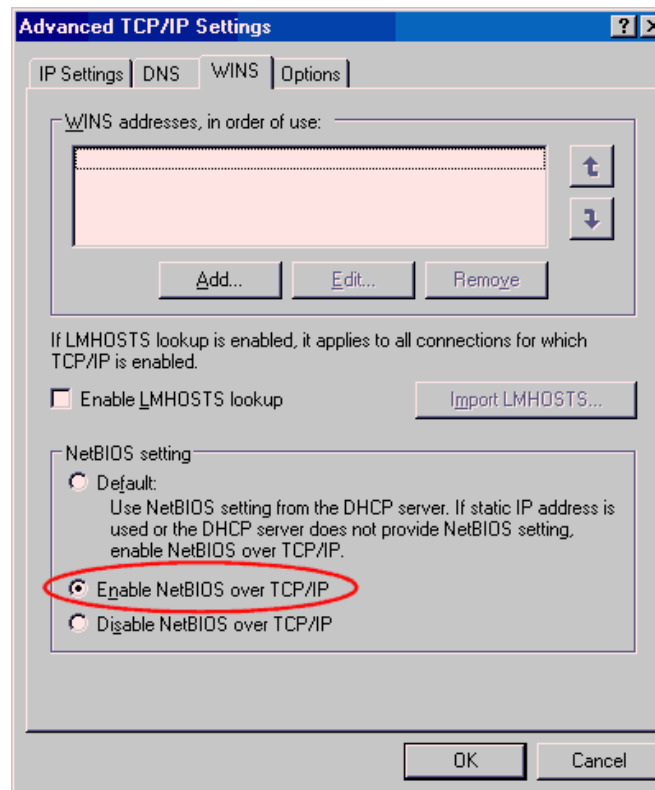 Advanced TCP/IP Settings
IP Settings DNS WINS Options
WINS addresses, in order of use:
Add... Edit... Remove
If LMHOSTS lookup is enabled, it applies to all connections for which
TCP/IP is enabled.
Enable LMHOSTS lookup Import LMHOSTS...
NetBIOS setting
Default:
Use NetBIOS setting from the DHCP server. If static IP address is
used or the DHCP server does not provide NetBIOS setting,
enable NetBIOS over TCP/IP.
Enable NetBIOS over TCP/IP
Disable NetBIOS over TCP/IP
OK Cancel